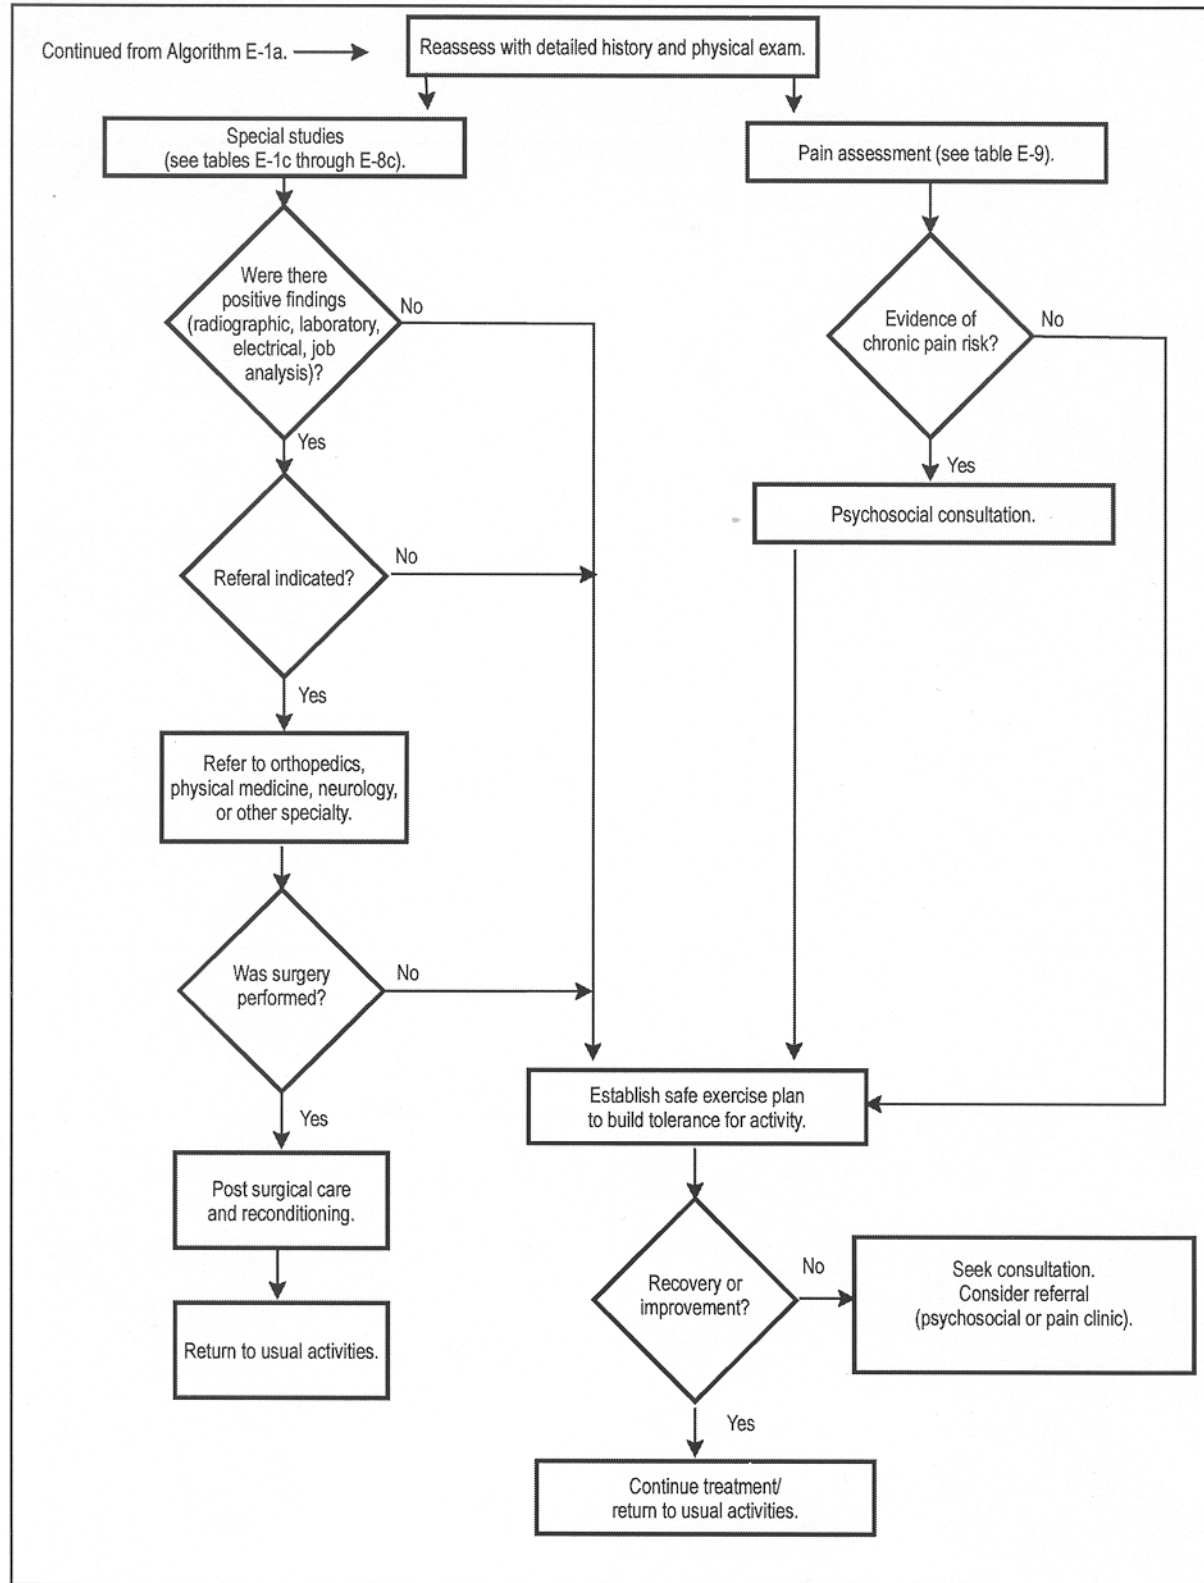 Continued from Algorithm E-1a.
Reassess with detailed history and physical exam.
Special studies
(see tables E-1c through E-8c).
Pain assessment (see table E-9).
Were there
positive findings
(radiographic, laboratory,
electrical, job
analysis)?
No
Yes
Evidence of
chronic pain risk?
No
Yes
Psychosocial consultation.
Referal indicated?
No
Yes
Refer to orthopedics,
physical medicine, neurology,
or other specialty.
Was surgery
performed?
No
Yes
Establish safe exercise plan
to build tolerance for activity.
Post surgical care
and reconditioning.
Return to usual activities.
Recovery or
improvement?
No
Seek consultation.
Consider referral
(psychosocial or pain clinic).
Yes
Continue treatment/
return to usual activities.